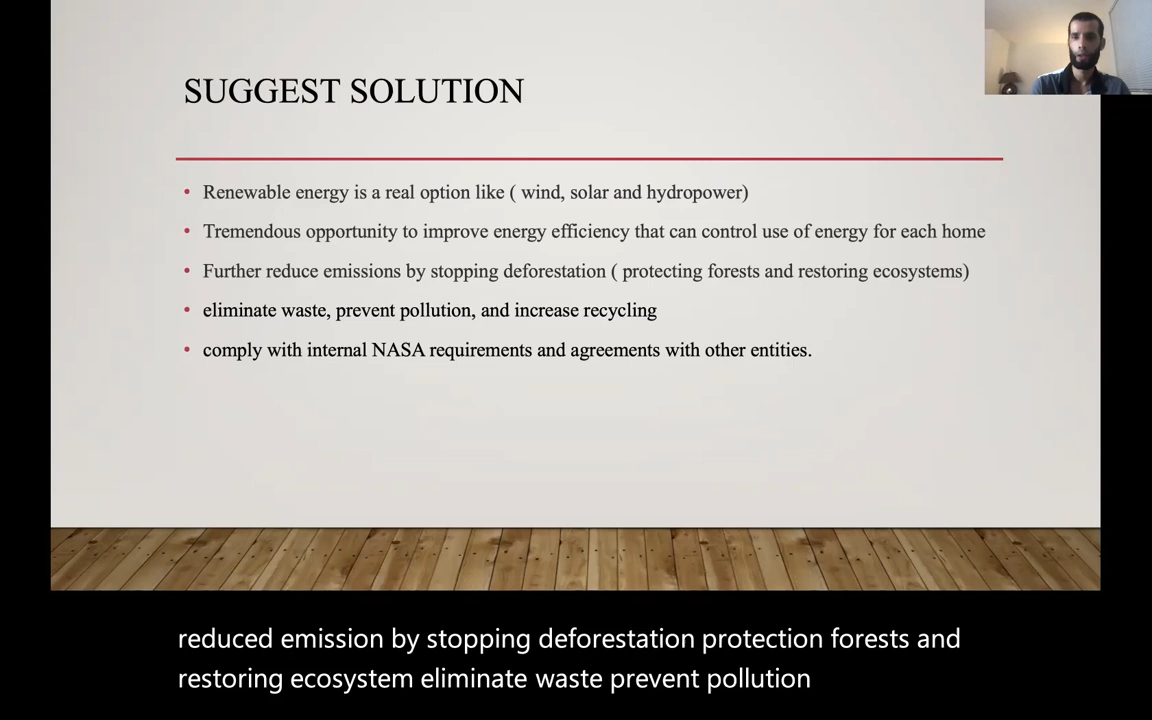 SUGGEST SOLUTION
• Renewable energy is a real option like ( wind, solar and hydropower)
• Tremendous opportunity to improve energy efficiency that can control use of energy for each home
• Further reduce emissions by stopping deforestation ( protecting forests and restoring ecosystems)
• eliminate waste, prevent pollution, and increase recycling
• comply with internal NASA requirements and agreements with other entities.
reduced emission by stopping deforestation protection forests and
restoring ecosystem eliminate waste prevent pollution